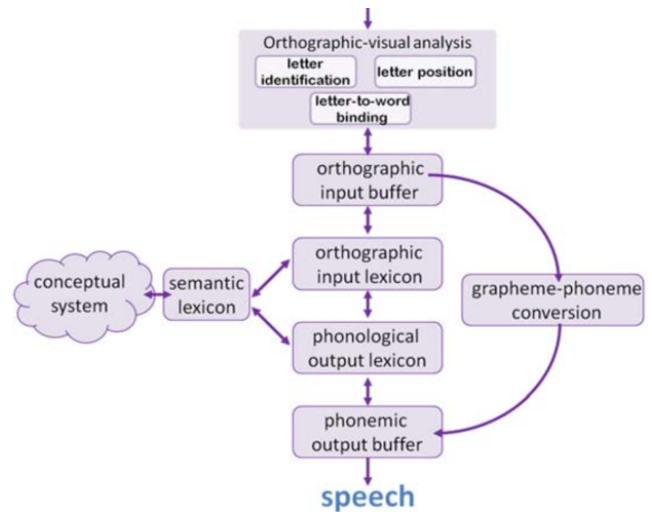 Orthographic-visual analysis
letter
identification
letter position
letter-to-word
binding
orthographic
input buffer
orthographic
input lexicon
conceptual
system
semantic
lexicon
grapheme-phoneme
conversion
phonological
output lexicon
phonemic
output buffer
speech